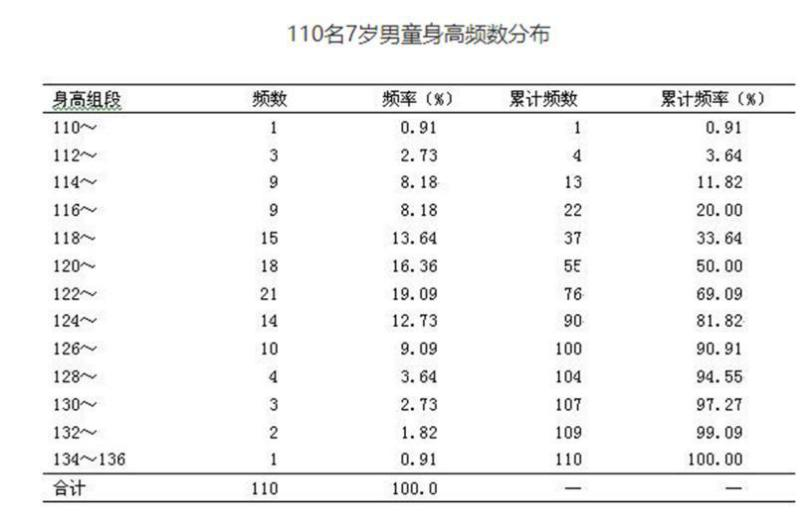 110名7岁男童身高频数分布
身高组段 频数 频率（%） 累计频数 累计频率（%）
110～ 1 0.91 1 0.91
112～ 3 2.73 4 3.64
114～ 9 8.18 13 11.82
116～ 9 8.18 22 20.00
118～ 15 13.64 37 33.64
120～ 18 16.36 55 50.00
122～ 21 19.09 76 69.09
124～ 14 12.73 90 81.82
126～ 10 9.09 100 90.91
128～ 4 3.64 104 94.55
130～ 3 2.73 107 97.27
132～ 2 1.82 109 99.09
134～136 1 0.91 110 100.00
合计 110 100.0 — —